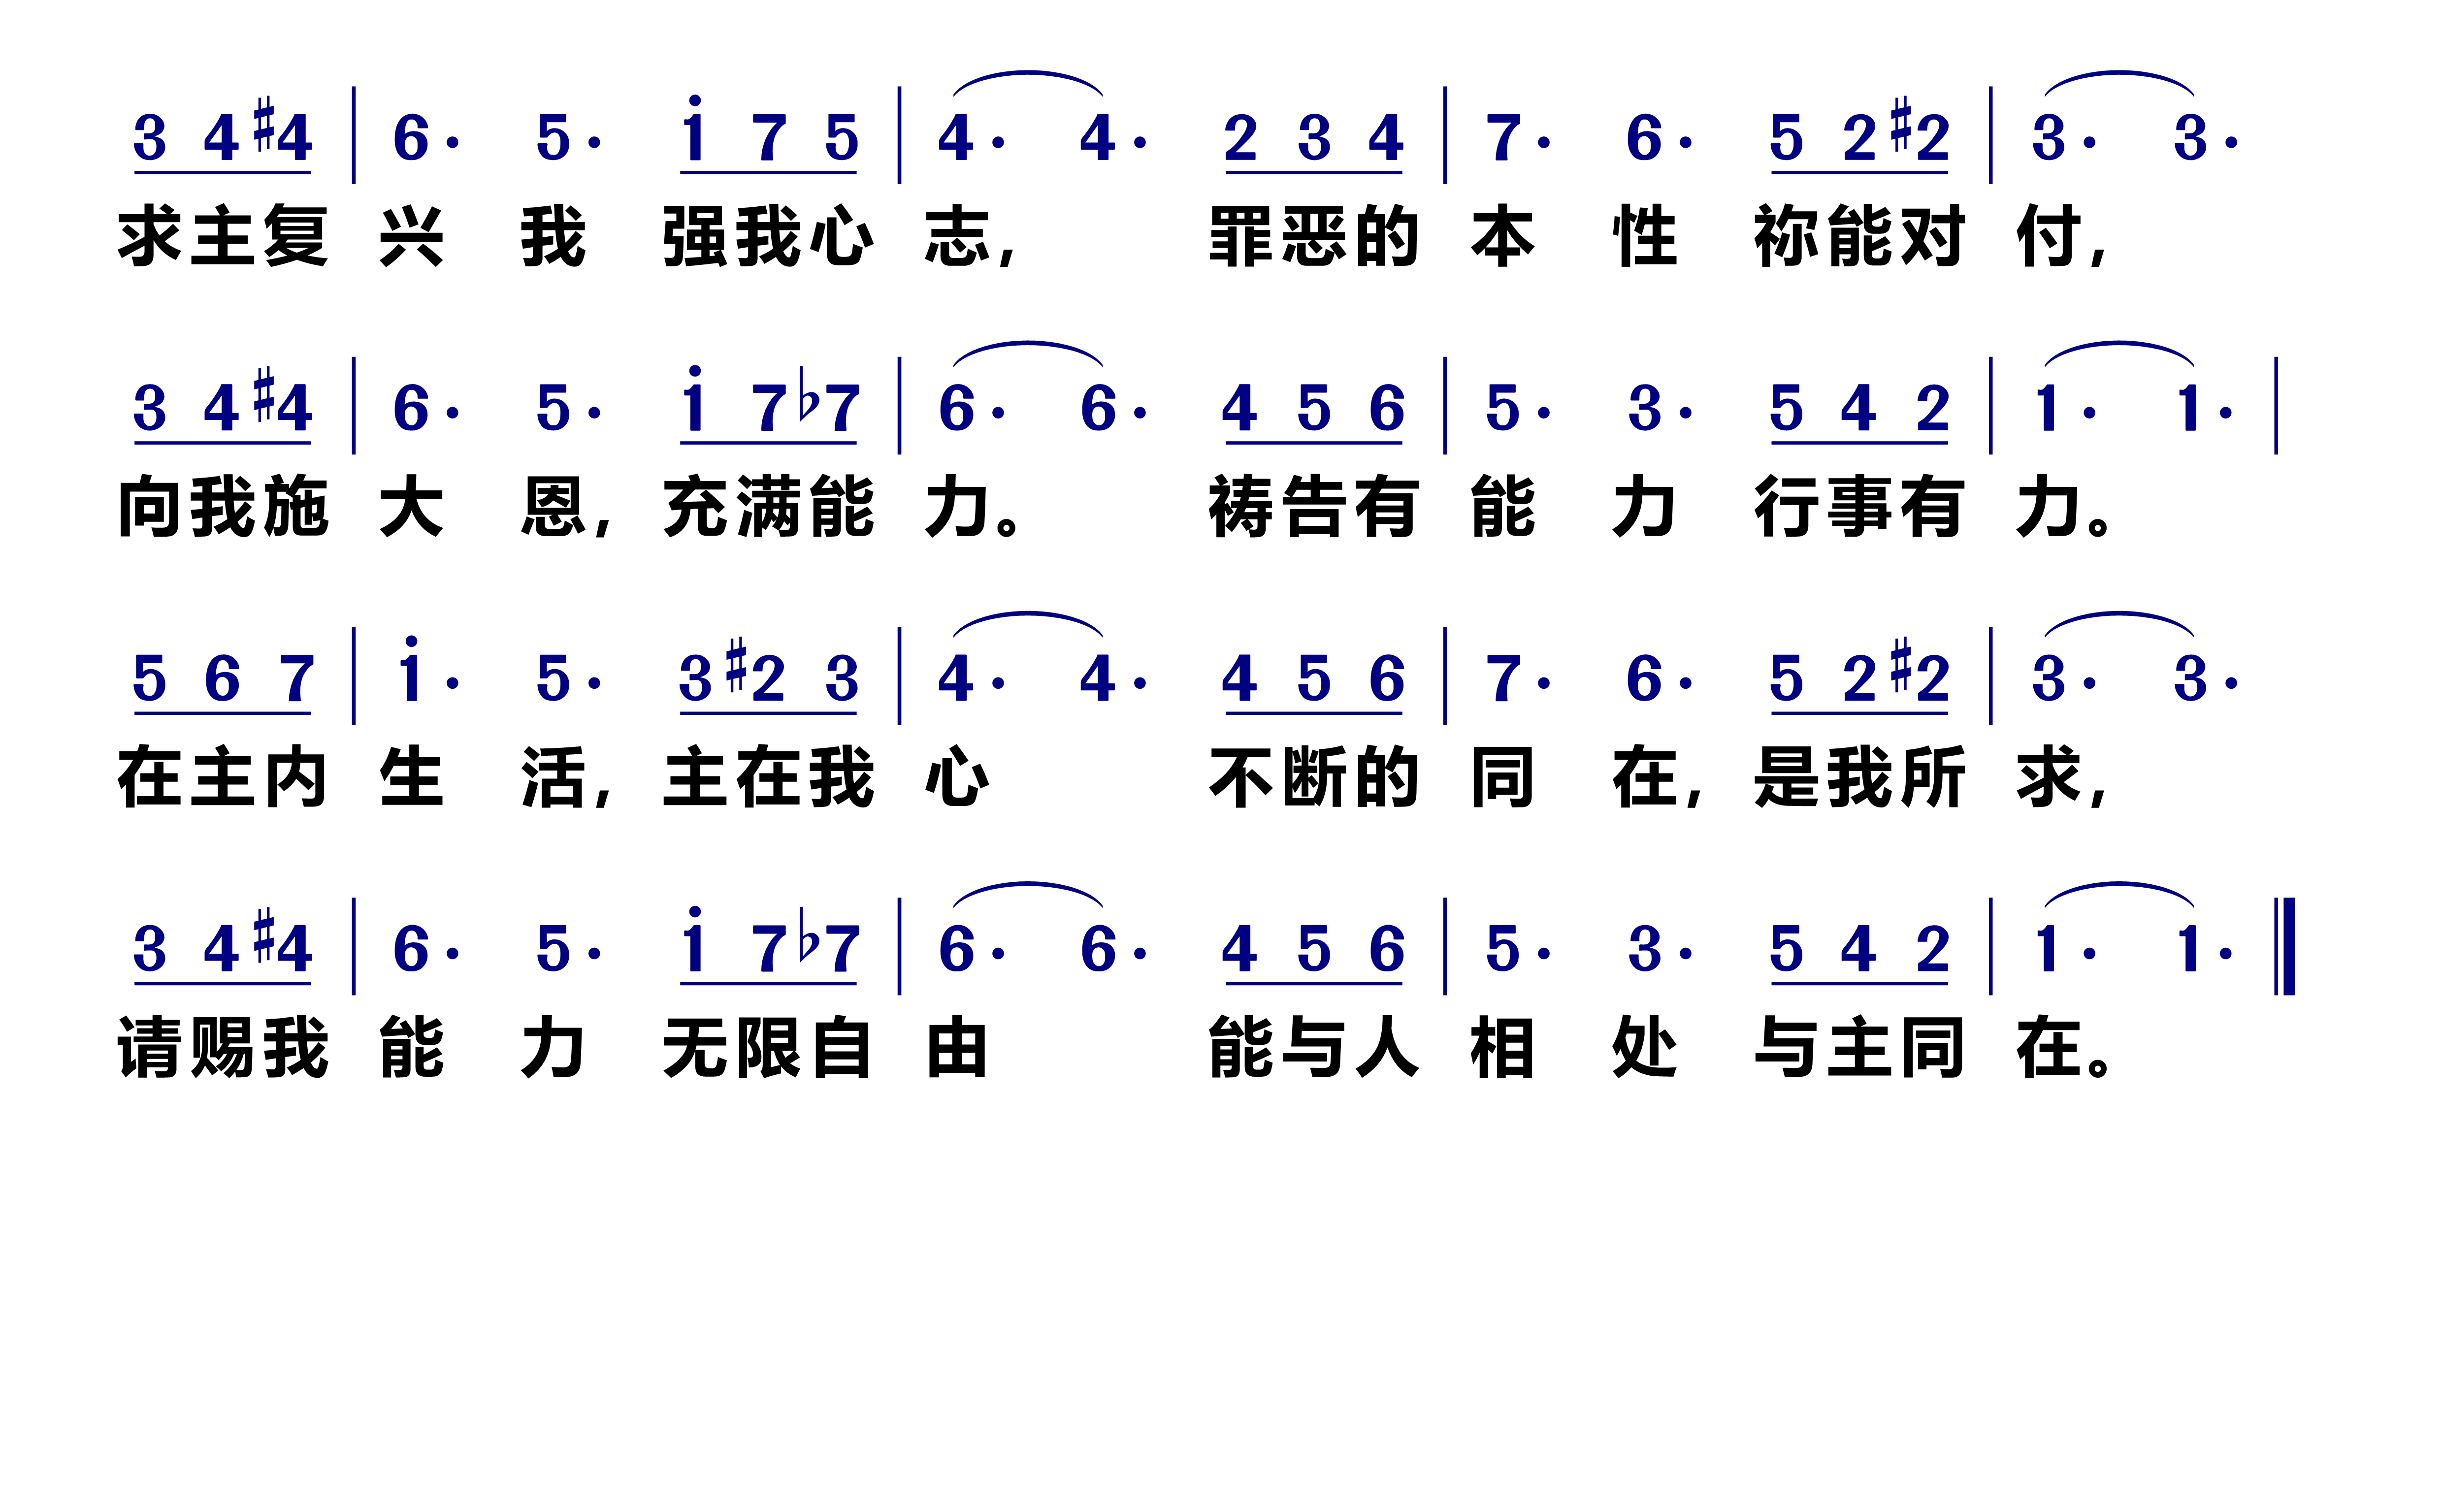 3 4 #4 | 6· 5· i 7 5 | 4· 4· 2 3 4 | 7· 6· 5 2 #2 | 3· 3·
求主复 兴 我 强我心 志, 罪恶的 本 性 祢能对 付,
3 4 #4 | 6· 5· i 7 ♭7 | 6· 6· 4 5 6 | 5· 3· 5 4 2 | 1· 1· |
向我施 大 恩, 充满能 力。 祷告有 能 力 行事有 力。
5 6 7 | i· 5· 3 #2 3 | 4· 4· 4 5 6 | 7· 6· 5 2 #2 | 3· 3·
在主内 生 活, 主在我 心 不断的 同 在, 是我所 求,
3 4 #4 | 6· 5· i 7 ♭7 | 6· 6· 4 5 6 | 5· 3· 5 4 2 | 1· 1· ‖
请赐我 能 力 无限自 由 能与人 相 处 与主同 在。